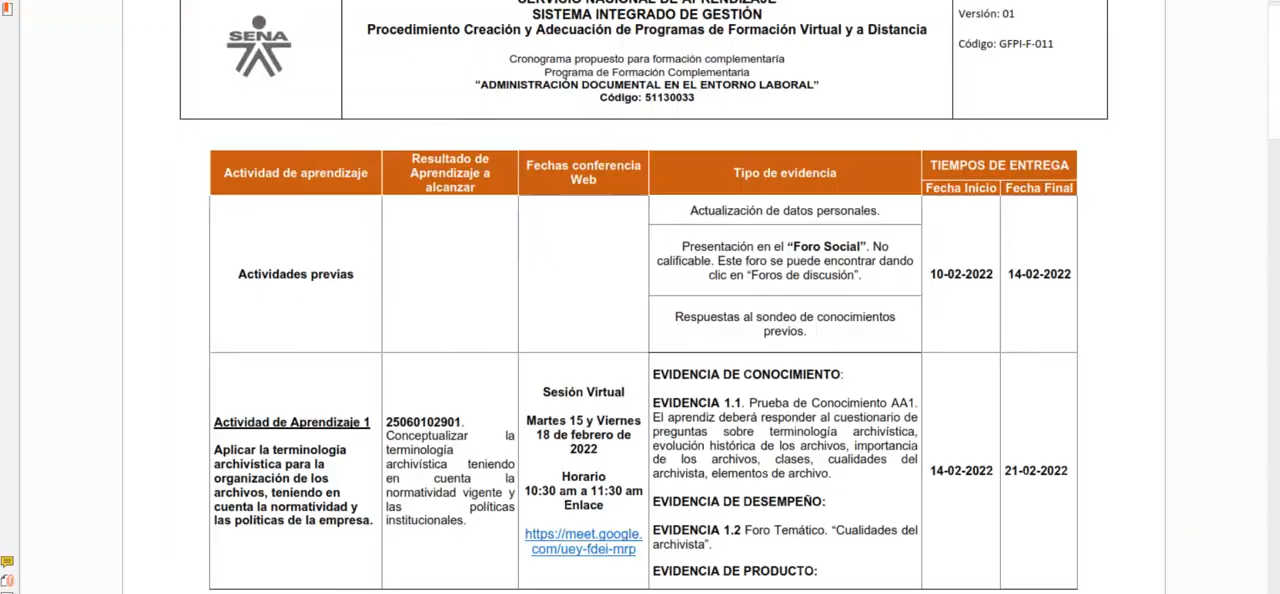 SERVICIO NACIONAL DE APRENDIZAJE
SISTEMA INTEGRADO DE GESTIÓN
Procedimiento Creación y Adecuación de Programas de Formación Virtual y a Distancia
Cronograma propuesto para formación complementaría
Programa de Formación Complementaria
“ADMINISTRACIÓN DOCUMENTAL EN EL ENTORNO LABORAL”
Código: 51130033
Versión: 01
Código: GFPI-F-011
SENA
Actividad de aprendizaje
Resultado de
Aprendizaje a
alcanzar
Fechas conferencia
Web
Tipo de evidencia
TIEMPOS DE ENTREGA
Fecha Inicio
Fecha Final
Actividades previas
Actualización de datos personales.
Presentación en el “Foro Social”. No
calificable. Este foro se puede encontrar dando
clic en “Foros de discusión”.
Respuestas al sondeo de conocimientos
previos.
10-02-2022
14-02-2022
Actividad de Aprendizaje 1
Aplicar la terminología
archivística para la
organización de los
archivos, teniendo en
cuenta la normatividad y
las políticas de la empresa.
25060102901.
Conceptualizar la
terminología
archivística teniendo
en cuenta la
normatividad vigente y
las políticas
institucionales.
Sesión Virtual
Martes 15 y Viernes
18 de febrero de
2022
Horario
10:30 am a 11:30 am
Enlace
https://meet.google.
com/uey-fdei-mrp
EVIDENCIA DE CONOCIMIENTO:
EVIDENCIA 1.1. Prueba de Conocimiento AA1.
El aprendiz deberá responder al cuestionario de
preguntas sobre terminología archivística,
evolución histórica de los archivos, importancia
de los archivos, clases, cualidades del
archivista, elementos de archivo.
EVIDENCIA DE DESEMPEÑO:
EVIDENCIA 1.2 Foro Temático. “Cualidades del
archivista”.
EVIDENCIA DE PRODUCTO:
14-02-2022
21-02-2022